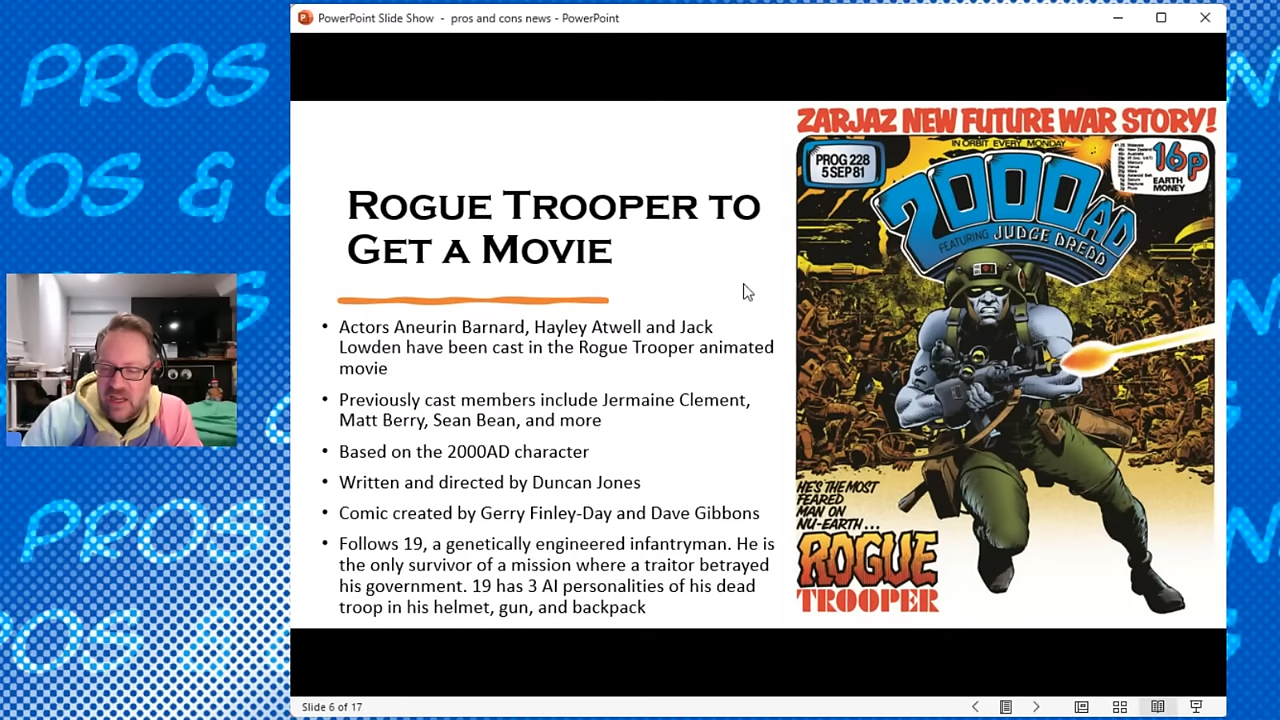 PowerPoint Slide Show - pros and cons news - PowerPoint
PROS
PROS & C
PROS
OS
ROGUE TROOPER TO
GET A MOVIE
• Actors Aneurin Barnard, Hayley Atwell and Jack
Lowden have been cast in the Rogue Trooper animated
movie
• Previously cast members include Jermaine Clement,
Matt Berry, Sean Bean, and more
• Based on the 2000AD character
• Written and directed by Duncan Jones
• Comic created by Gerry Finley-Day and Dave Gibbons
• Follows 19, a genetically engineered infantryman. He is
the only survivor of a mission where a traitor betrayed
his government. 19 has 3 AI personalities of his dead
troop in his helmet, gun, and backpack
ZARJAZ NEW FUTURE WAR STORY!
IN ORBIT EVERY MONDAY
PROG 228
5 SEP 81
16p
EARTH
MONEY
2000AD
FEATURING JUDGE DREDD
HE'S THE MOST
FEARED
MAN ON
NU-EARTH...
ROGUE
TROOPER
Slide 6 of 17